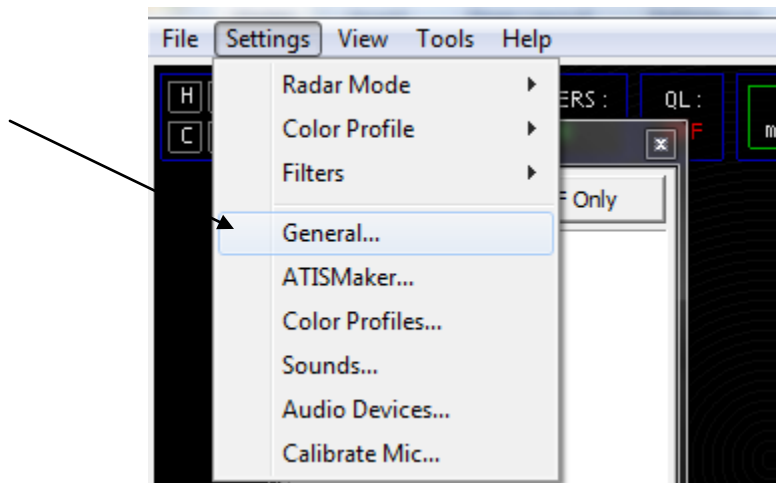 File Settings View Tools Help
H ERS: QL:
C F m
Radar Mode
Color Profile
Filters
F Only
General...
ATISMaker...
Color Profiles...
Sounds...
Audio Devices...
Calibrate Mic...